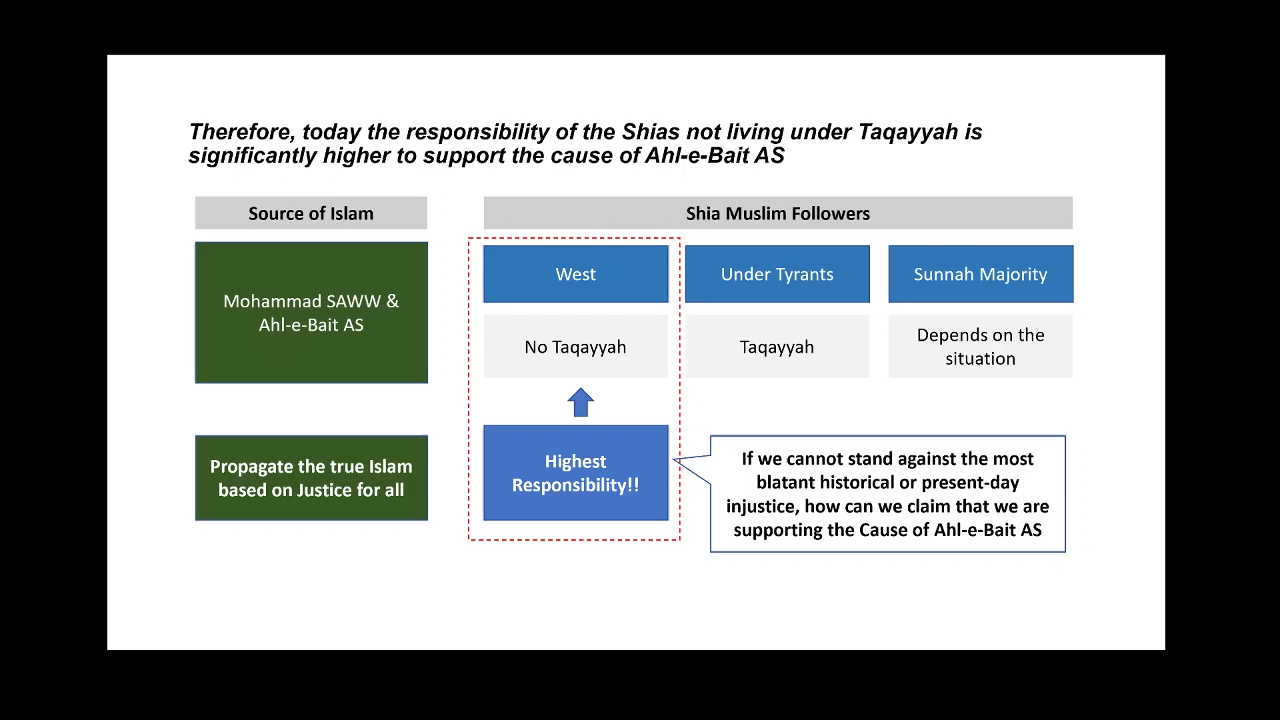 Therefore, today the responsibility of the Shias not living under Taqayyah is
significantly higher to support the cause of Ahl-e-Bait AS
Source of Islam
Shia Muslim Followers
Mohammad SAWW &
Ahl-e-Bait AS
West
Under Tyrants
Sunnah Majority
No Taqayyah
Taqayyah
Depends on the
situation
Propagate the true Islam
based on Justice for all
Highest
Responsibility!!
If we cannot stand against the most
blatant historical or present-day
injustice, how can we claim that we are
supporting the Cause of Ahl-e-Bait AS